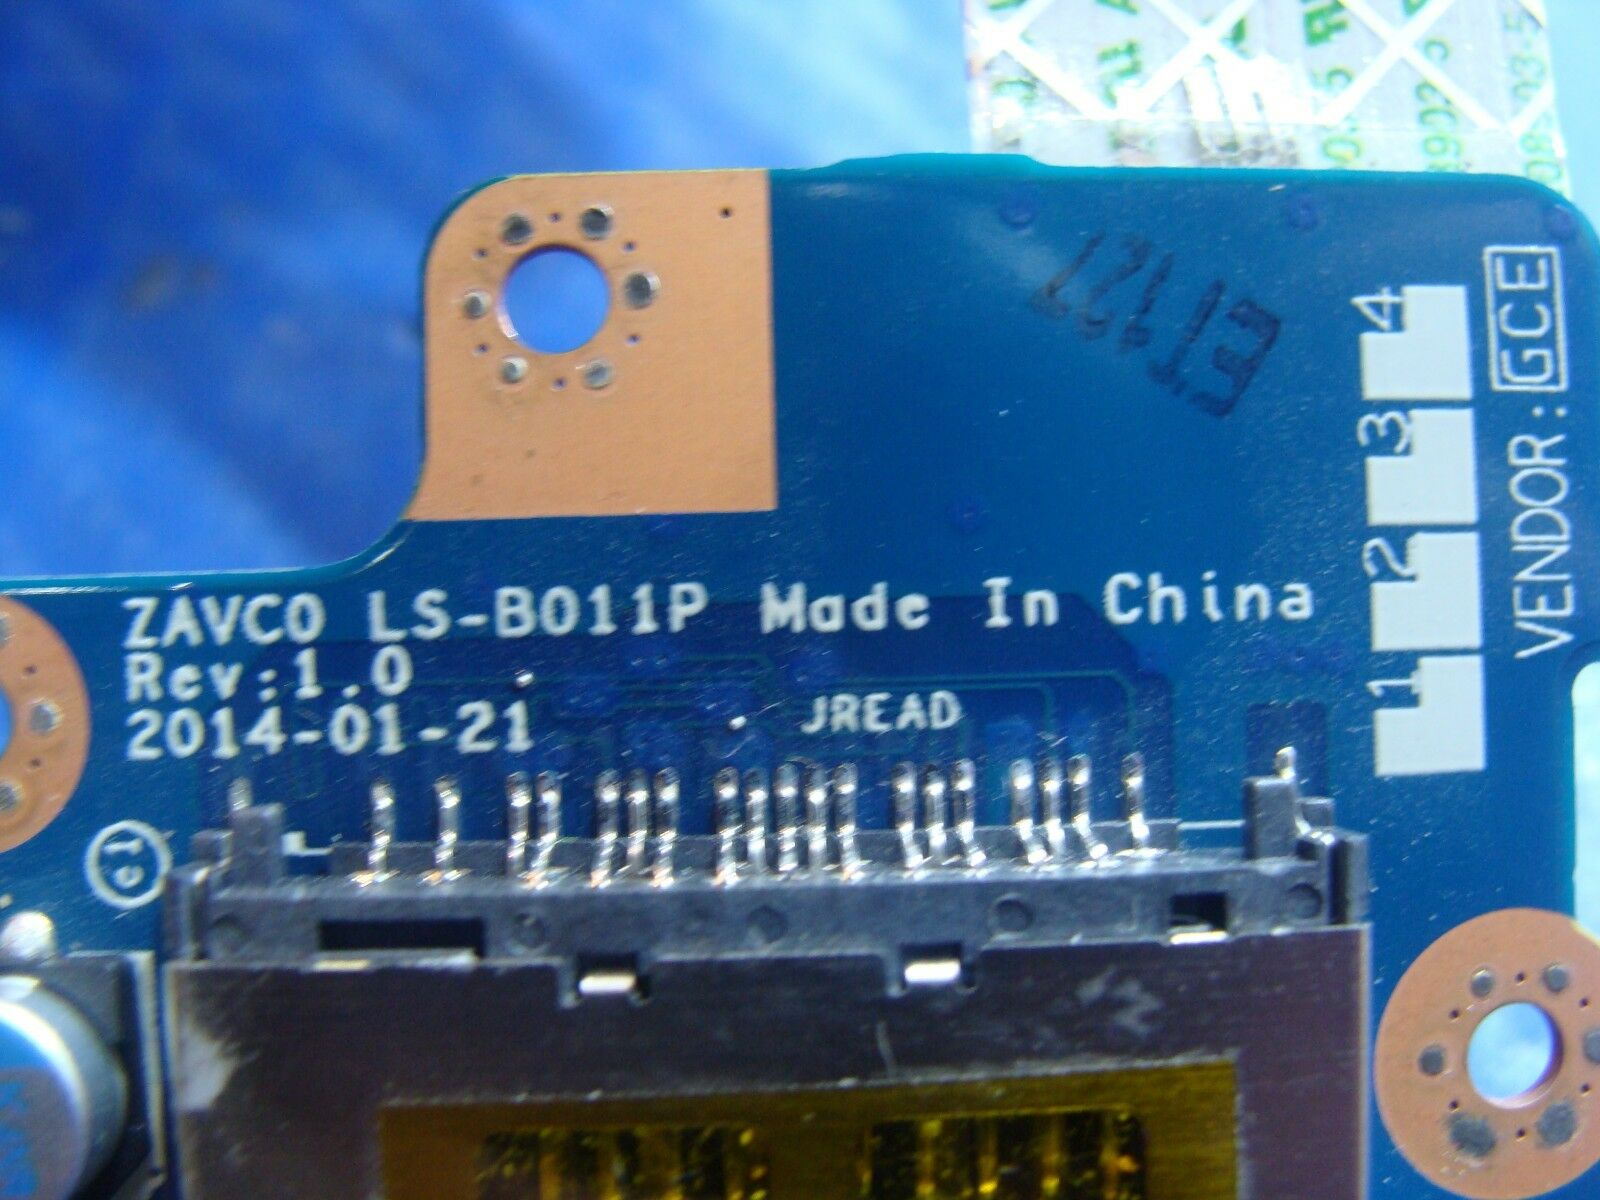 ZAVC0 LS-B011P Made In China
Rev:1.0
2014-01-21
JREAD
ET127
4
3
2
1
VENDOR:GCE